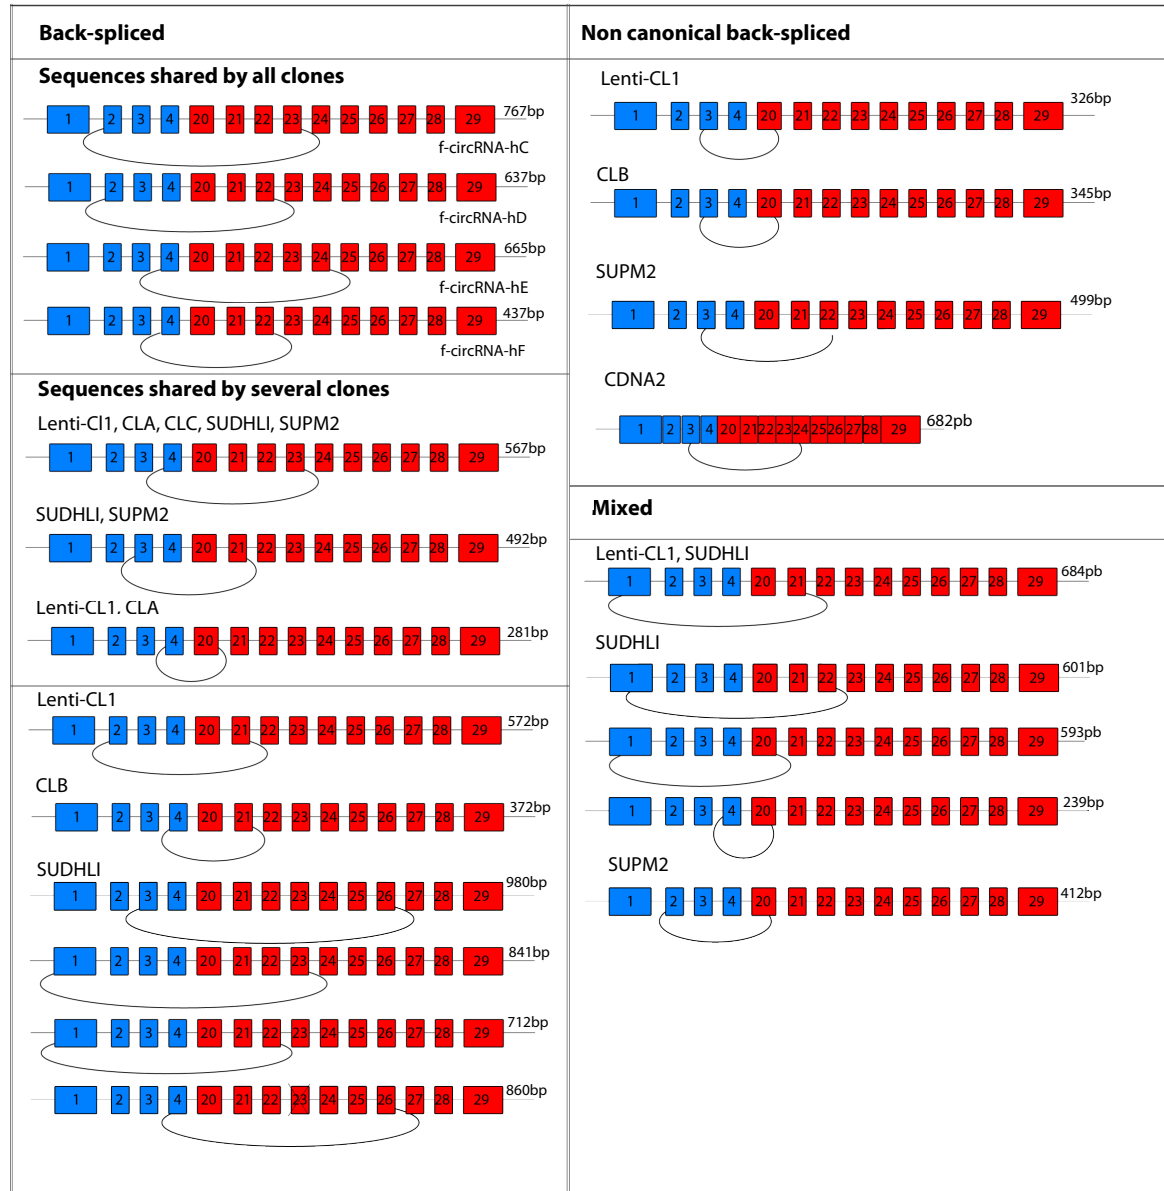 Back-spliced
Sequences shared by all clones
1 2 3 4 20 21 22 23 24 25 26 27 28 29 767bp
f-circRNA-hC
1 2 3 4 20 21 22 23 24 25 26 27 28 29 637bp
f-circRNA-hD
1 2 3 4 20 21 22 23 24 25 26 27 28 29 665bp
f-circRNA-hE
1 2 3 4 20 21 22 23 24 25 26 27 28 29 437bp
f-circRNA-hF
Sequences shared by several clones
Lenti-Cl1, CLA, CLC, SUDHLI, SUPM2
1 2 3 4 20 21 22 23 24 25 26 27 28 29 567bp
SUDHLI, SUPM2
1 2 3 4 20 21 22 23 24 25 26 27 28 29 492bp
Lenti-CL1. CLA
1 2 3 4 20 21 22 23 24 25 26 27 28 29 281bp
Lenti-CL1
1 2 3 4 20 21 22 23 24 25 26 27 28 29 572bp
CLB
1 2 3 4 20 21 22 23 24 25 26 27 28 29 372bp
SUDHLI
1 2 3 4 20 21 22 23 24 25 26 27 28 29 980bp
1 2 3 4 20 21 22 23 24 25 26 27 28 29 841bp
1 2 3 4 20 21 22 23 24 25 26 27 28 29 712bp
1 2 3 4 20 21 22 23 24 25 26 27 28 29 860bp
Non canonical back-spliced
Lenti-CL1
1 2 3 4 20 21 22 23 24 25 26 27 28 29 326bp
CLB
1 2 3 4 20 21 22 23 24 25 26 27 28 29 345bp
SUPM2
1 2 3 4 20 21 22 23 24 25 26 27 28 29 499bp
CDNA2
1 2 3 4 20 21 22 23 24 25 26 27 28 29 682pb
Mixed
Lenti-CL1, SUDHLI
1 2 3 4 20 21 22 23 24 25 26 27 28 29 684pb
SUDHLI
1 2 3 4 20 21 22 23 24 25 26 27 28 29 601bp
1 2 3 4 20 21 22 23 24 25 26 27 28 29 593pb
1 2 3 4 20 21 22 23 24 25 26 27 28 29 239bp
SUPM2
1 2 3 4 20 21 22 23 24 25 26 27 28 29 412bp